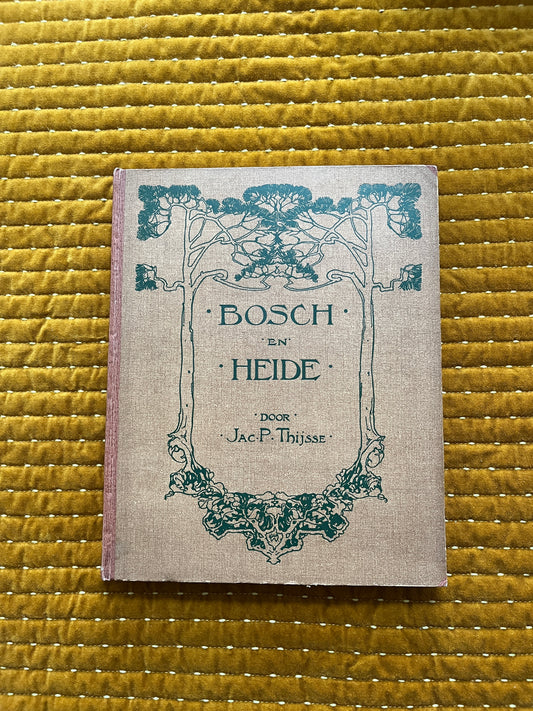 · BOSCH ·
· EN ·
· HEIDE ·
· DOOR ·
· JAC·P·THIJSSE ·